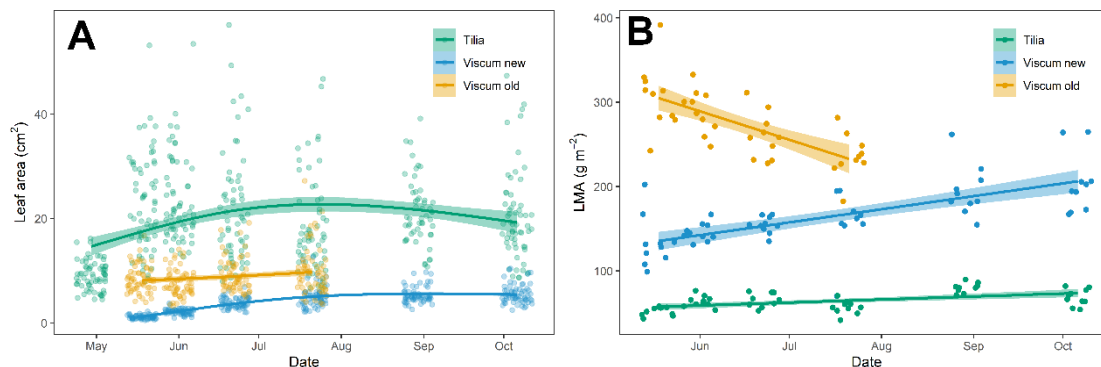 A
Tilia
Viscum new
Viscum old
Leaf area (cm²)
40
20
0
May
Jun
Jul
Aug
Sep
Oct
Date
B
Tilia
Viscum new
Viscum old
LMA (g m⁻²)
400
300
200
100
Jun
Jul
Aug
Sep
Oct
Date